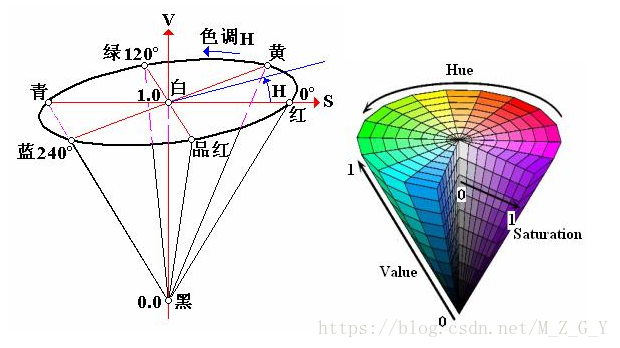 V
色调H
绿120°
黄
青
白
1.0
H
0°
S
红
蓝240°
品红
0.0
黑
Hue
1
0
1
Saturation
Value
0
https://blog.csdn.net/M_Z_G_Y